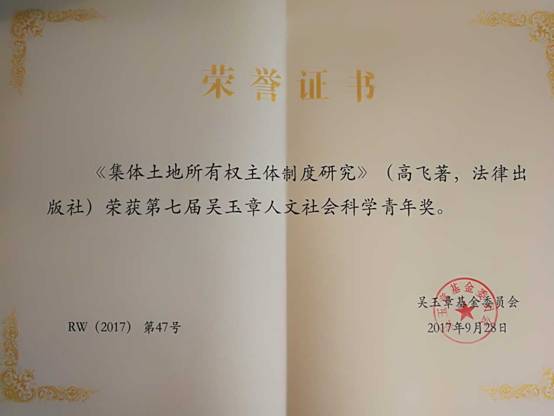 荣誉证书
《集体土地所有权主体制度研究》（高飞著，法律出
版社）荣获第七届吴玉章人文社会科学青年奖。
吴玉章基金委员会
RW（2017） 第47号
2017年9月28日